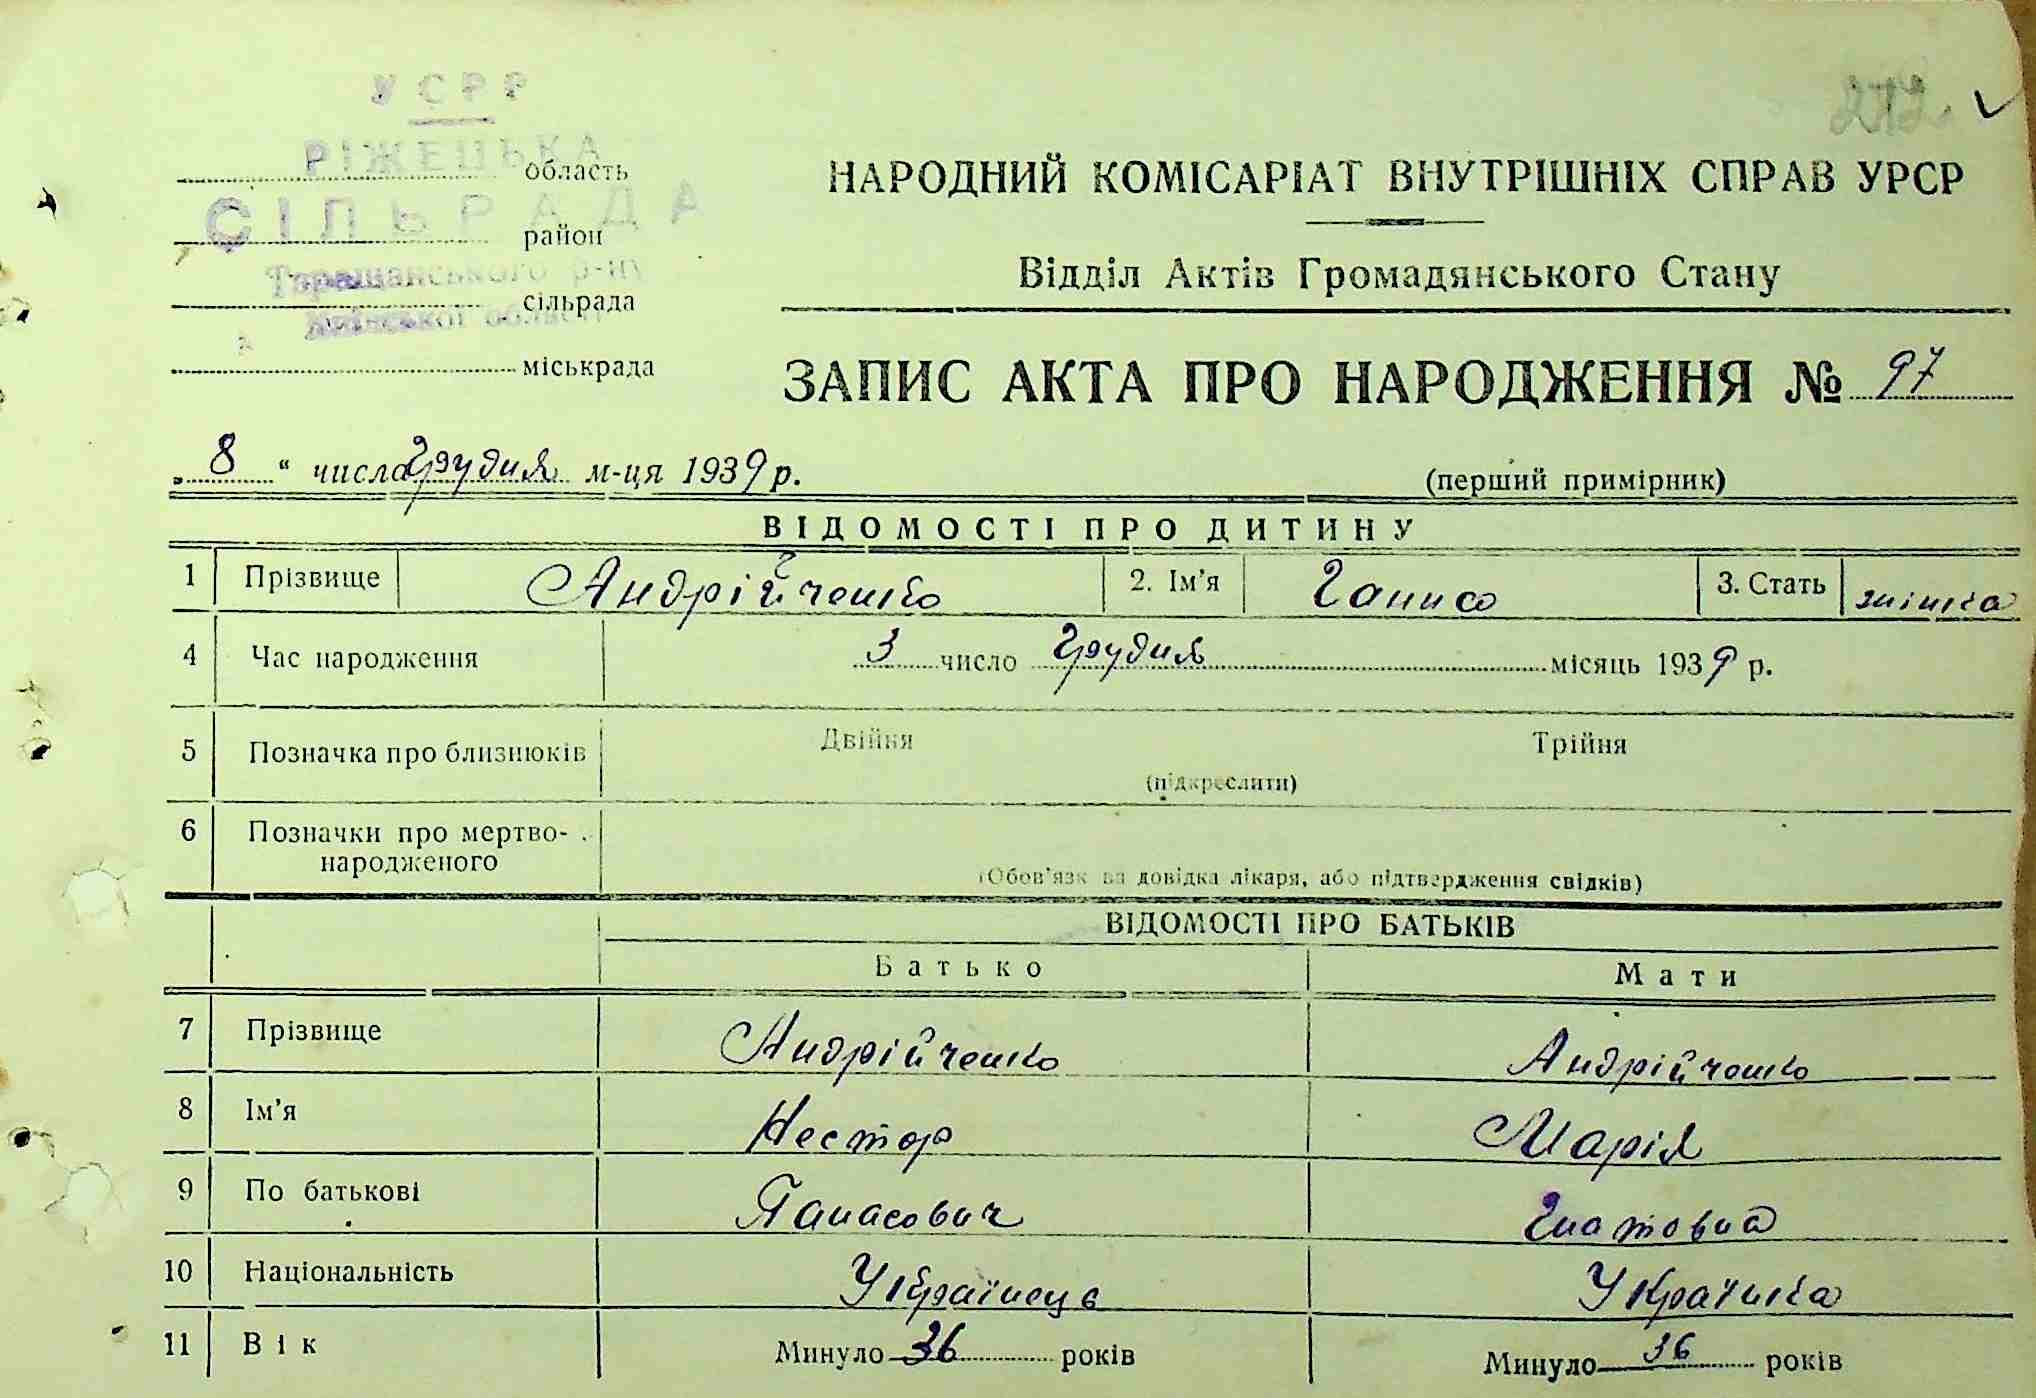 УСРР
РІЖЕЦЬКА
СІЛЬРАДА
Таращанського р-ну
Київської області
область
район
сільрада
міськрада
212.
НАРОДНИЙ КОМІСАРІАТ ВНУТРІШНІХ СПРАВ УРСР
Відділ Актів Громадянського Стану
ЗАПИС АКТА ПРО НАРОДЖЕННЯ № 97
„8“ числа Грудня м-ця 1939 р.
(перший примірник)
ВІДОМОСТІ ПРО ДИТИНУ
1 Прізвище Андрійченко 2. Ім'я Ганна 3. Стать жінка
4 Час народження 3 число Грудня місяць 1939 р.
5 Позначка про близнюків Двійня Трійня
(підкреслити)
6 Позначки про мертво-
народженого
(Обов'язкова довідка лікаря, або підтвердження свідків)
ВІДОМОСТІ ПРО БАТЬКІВ
Батько Мати
7 Прізвище Андрійченко Андрійченко
8 Ім'я Нестор Марія
9 По батькові Панасович Гнатовна
10 Національність Українець Українка
11 Вік Минуло 36 років Минуло 36 років